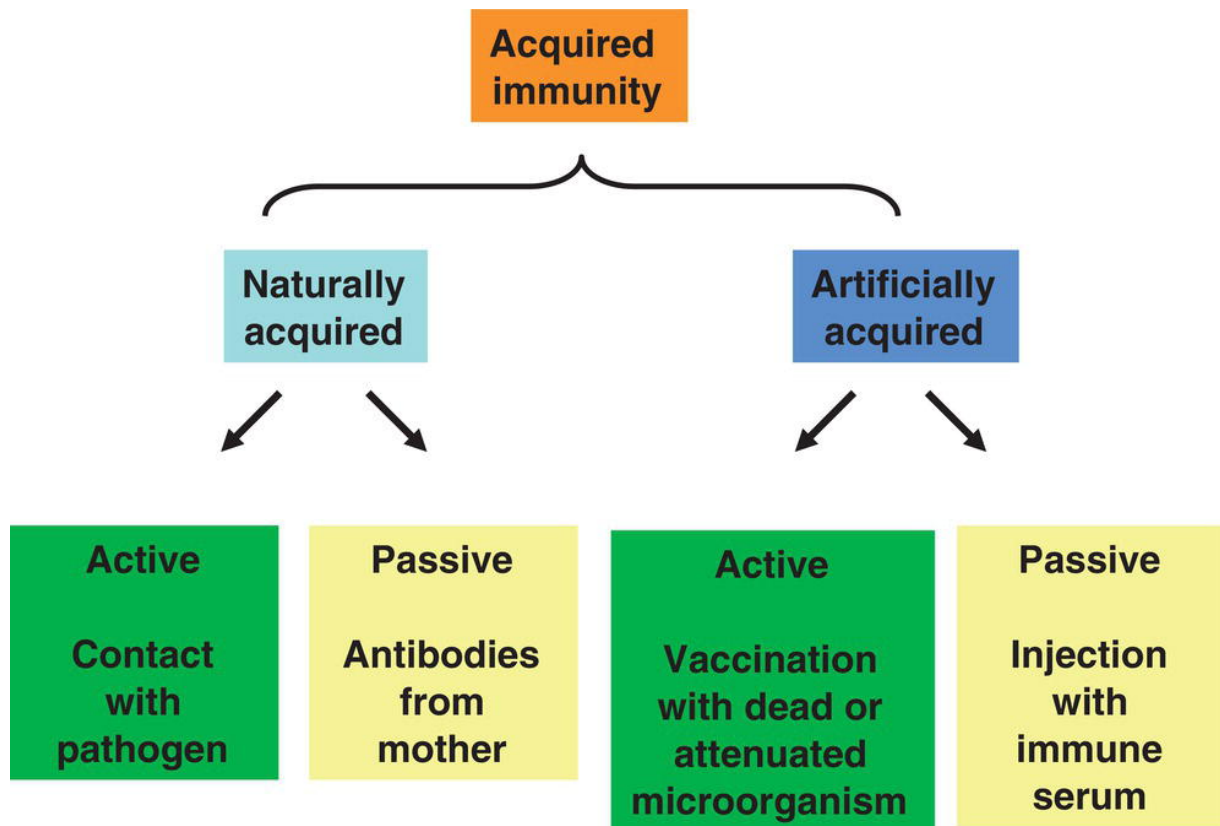 Acquired
immunity
Naturally
acquired
Artificially
acquired
Active
Contact
with
pathogen
Passive
Antibodies
from
mother
Active
Vaccination
with dead or
attenuated
microorganism
Passive
Injection
with
immune
serum